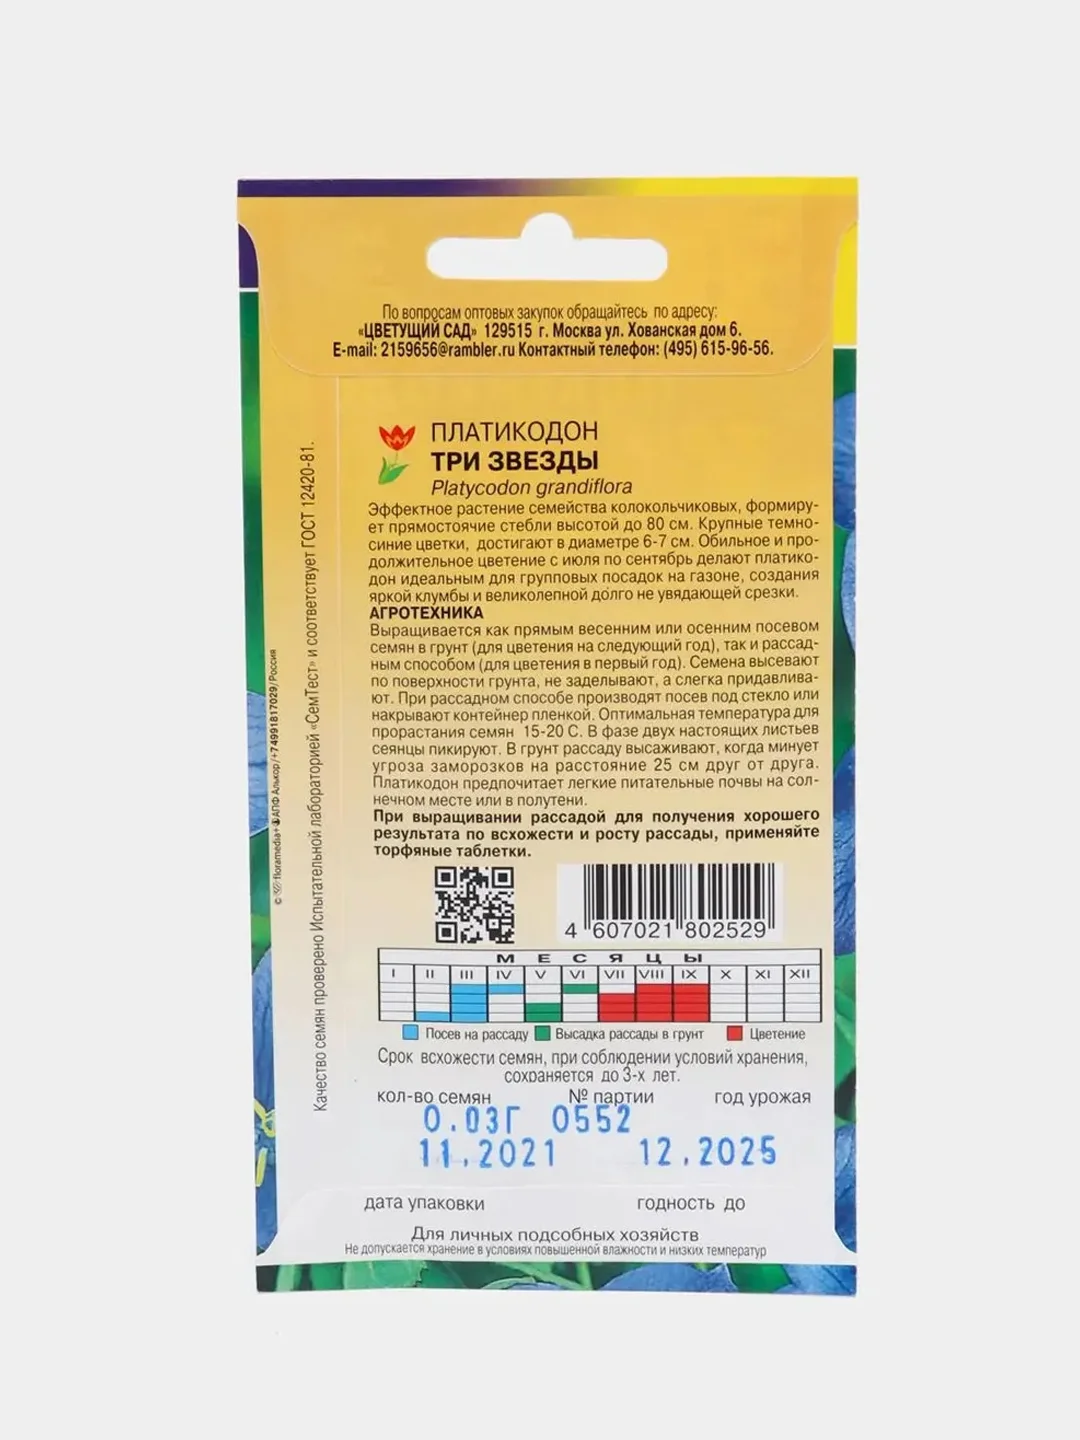 По вопросам оптовых закупок обращайтесь по адресу:
«ЦВЕТУЩИЙ САД» 129515 г. Москва ул. Хованская дом 6.
E-mail: 2159656@rambler.ru Контактный телефон: (495) 615-96-56.
ПЛАТИКОДОН
ТРИ ЗВЕЗДЫ
Platycodon grandiflora
Эффектное растение семейства колокольчиковых, формиру-
ет прямостоячие стебли высотой до 80 см. Крупные темно-
синие цветки, достигают в диаметре 6-7 см. Обильное и про-
должительное цветение с июля по сентябрь делают платико-
дон идеальным для групповых посадок на газоне, создания
яркой клумбы и великолепной долго не увядающей срезки.
АГРОТЕХНИКА
Выращивается как прямым весенним или осенним посевом
семян в грунт (для цветения на следующий год), так и рассад-
ным способом (для цветения в первый год). Семена высевают
по поверхности грунта, не заделывают, а слегка придавлива-
ют. При рассадном способе производят посев под стекло или
накрывают контейнер пленкой. Оптимальная температура для
прорастания семян 15-20 С. В фазе двух настоящих листьев
сеянцы пикируют. В грунт рассаду высаживают, когда минует
угроза заморозков на расстояние 25 см друг от друга.
Платикодон предпочитает легкие питательные почвы на сол-
нечном месте или в полутени.
При выращивании рассадой для получения хорошего
результата по всхожести и росту рассады, применяйте
торфяные таблетки.
4 607021 802529
МЕСЯЦЫ
I II III IV V VI VII VIII IX X XI XII
Посев на рассаду Высадка рассады в грунт Цветение
Срок всхожести семян, при соблюдении условий хранения,
сохраняется до 3-х лет.
кол-во семян № партии год урожая
0.03Г 0552
11.2021 12.2025
дата упаковки годность до
Для личных подсобных хозяйств
Не допускается хранение в условиях повышенной влажности и низких температур
Качество семян проверено Испытательной лабораторией «СемТест» и соответствует ГОСТ 12420-81.
floramedia+ АПФ Алькор/+74991817029/Россия